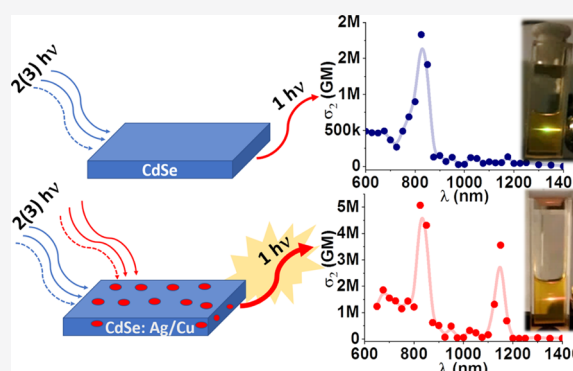 2(3) hν
1 hν
CdSe
2(3) hν
1 hν
CdSe: Ag/Cu
σ₂ (GM)
2M
2M
1M
500k
0
600 800 1000 1200 1400
λ (nm)
σ₂ (GM)
5M
4M
3M
2M
1M
0
600 800 1000 1200 1400
λ (nm)